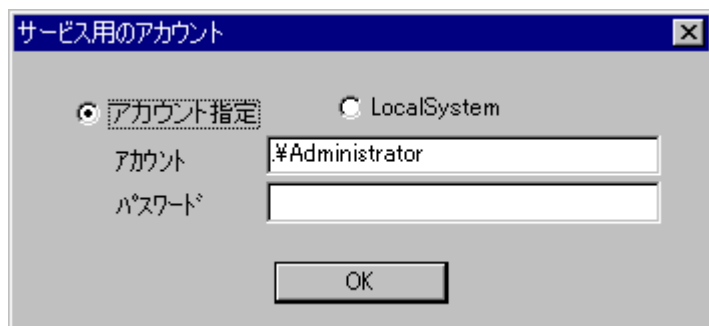 サービス用のアカウント
アカウント指定 LocalSystem
アカウント .¥Administrator
パスワード
OK